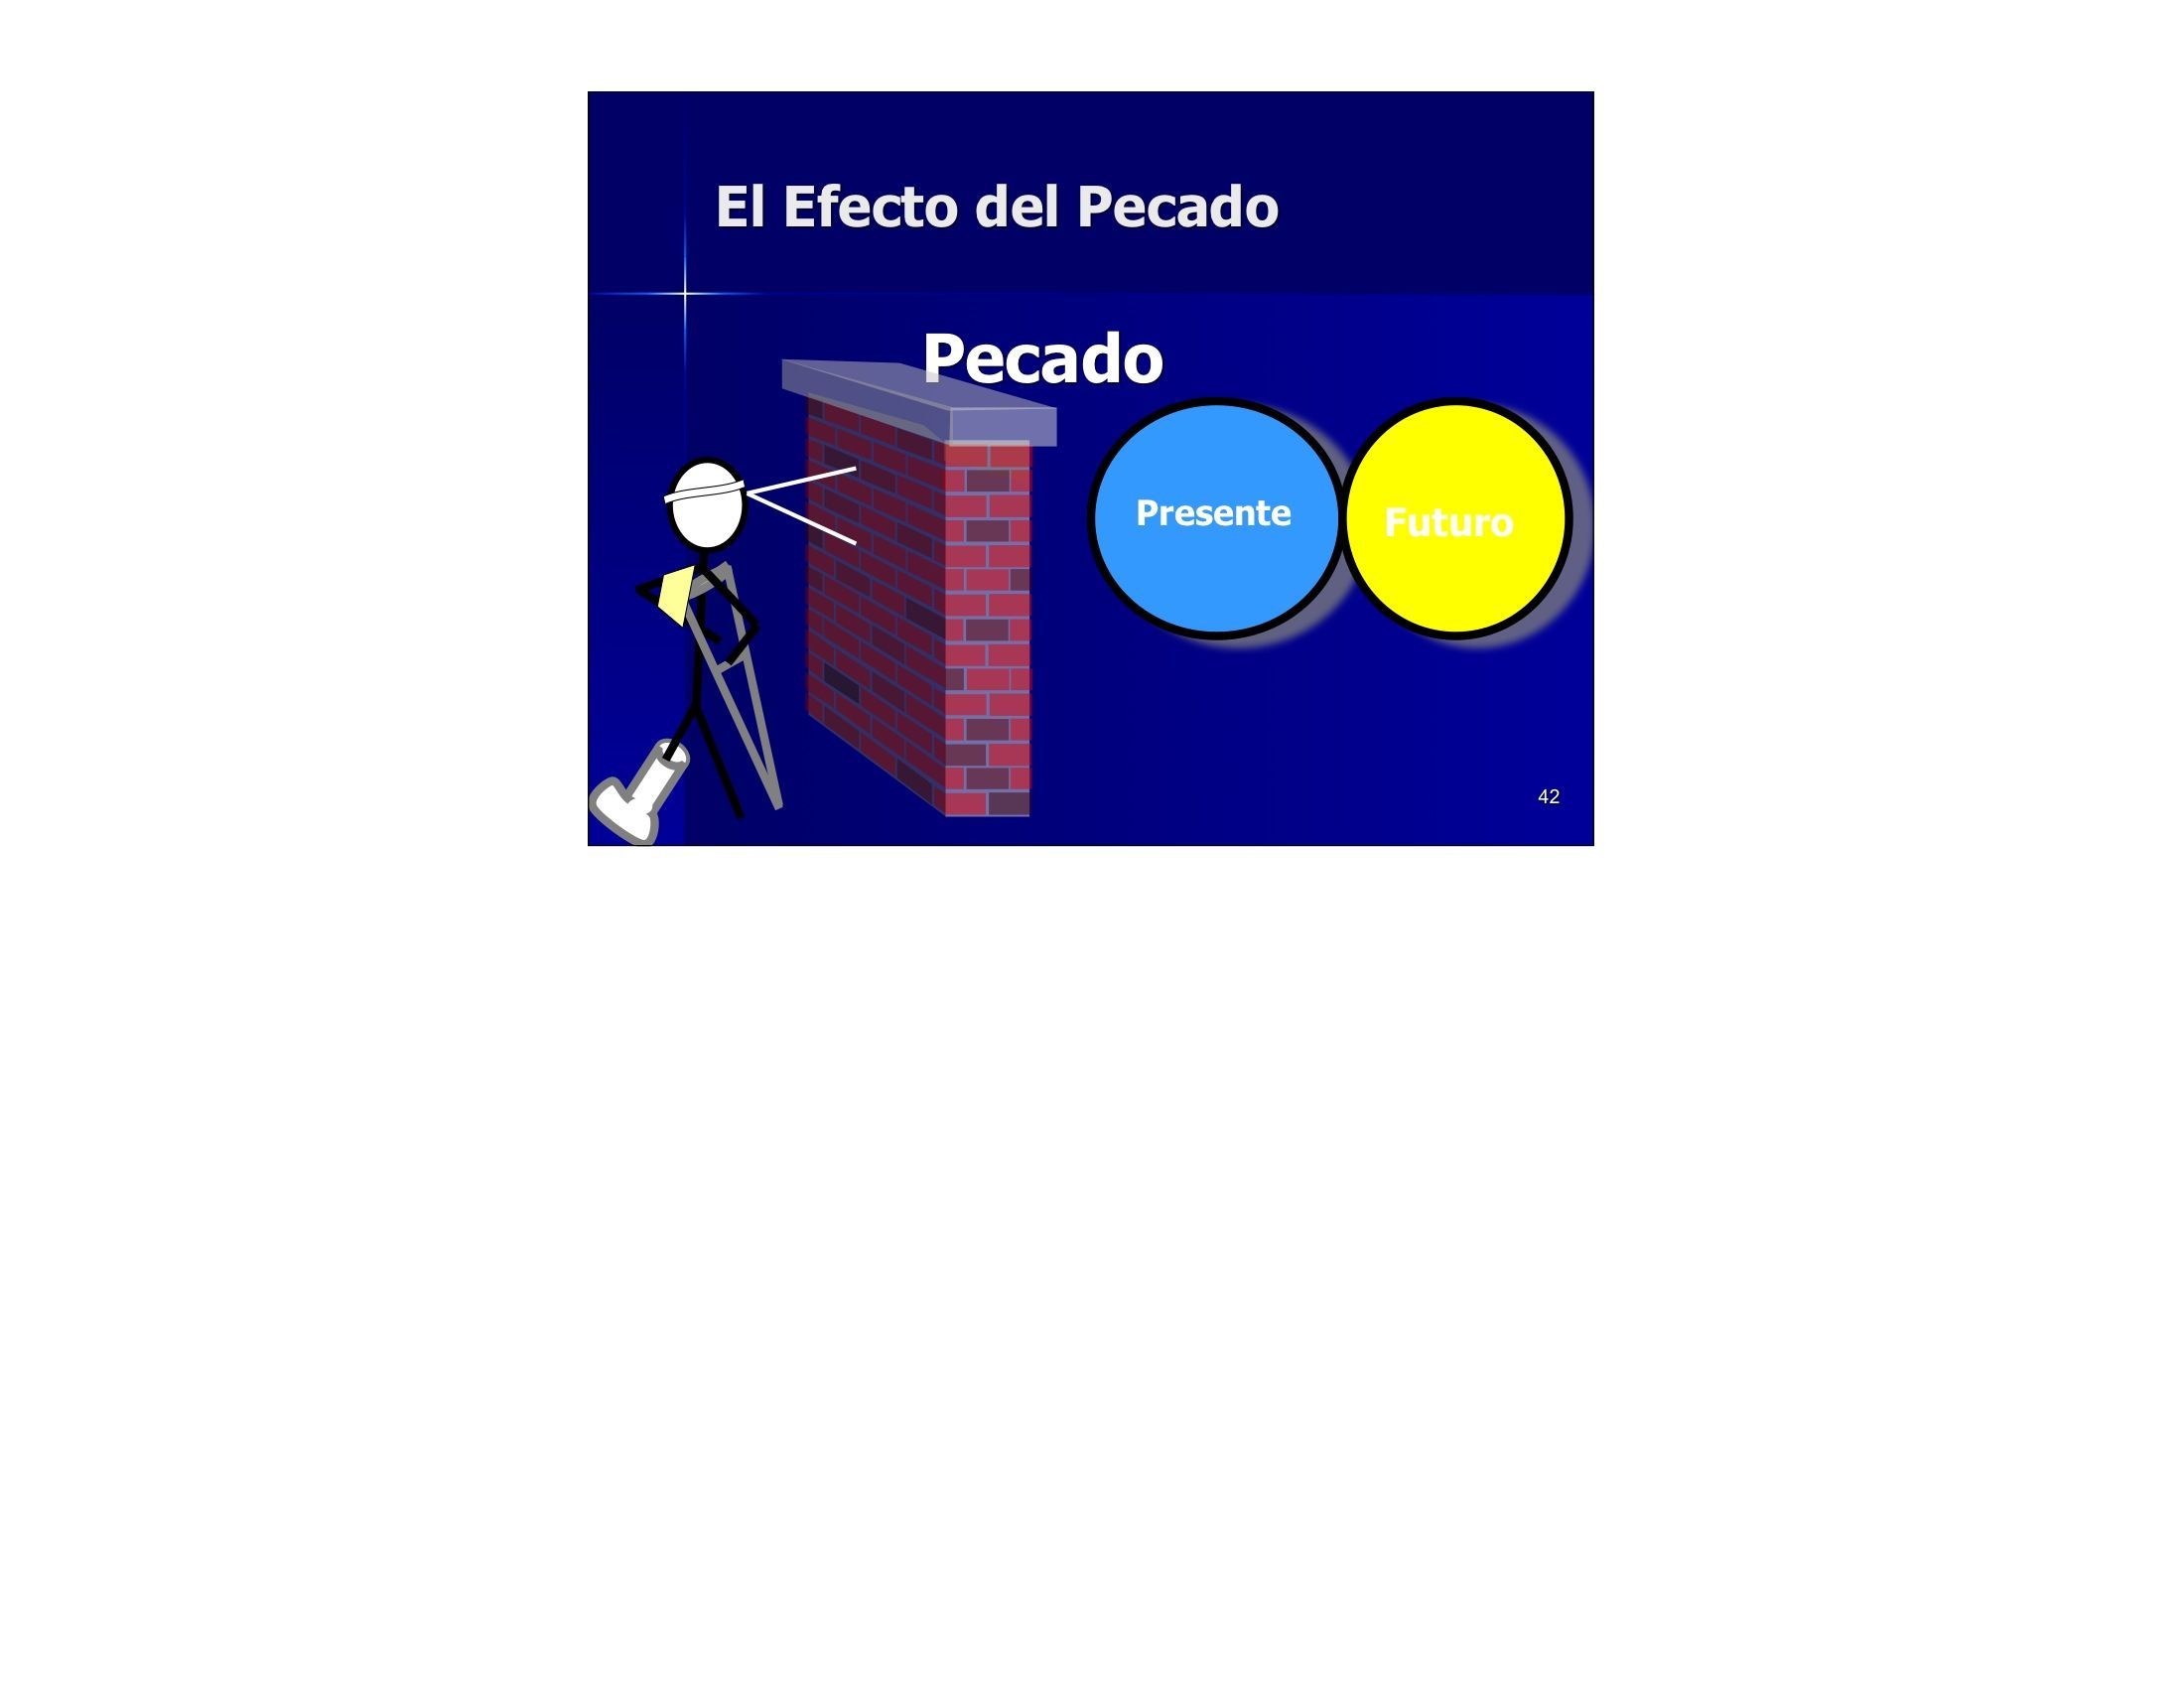 El Efecto del Pecado
Pecado
Presente
Futuro
42